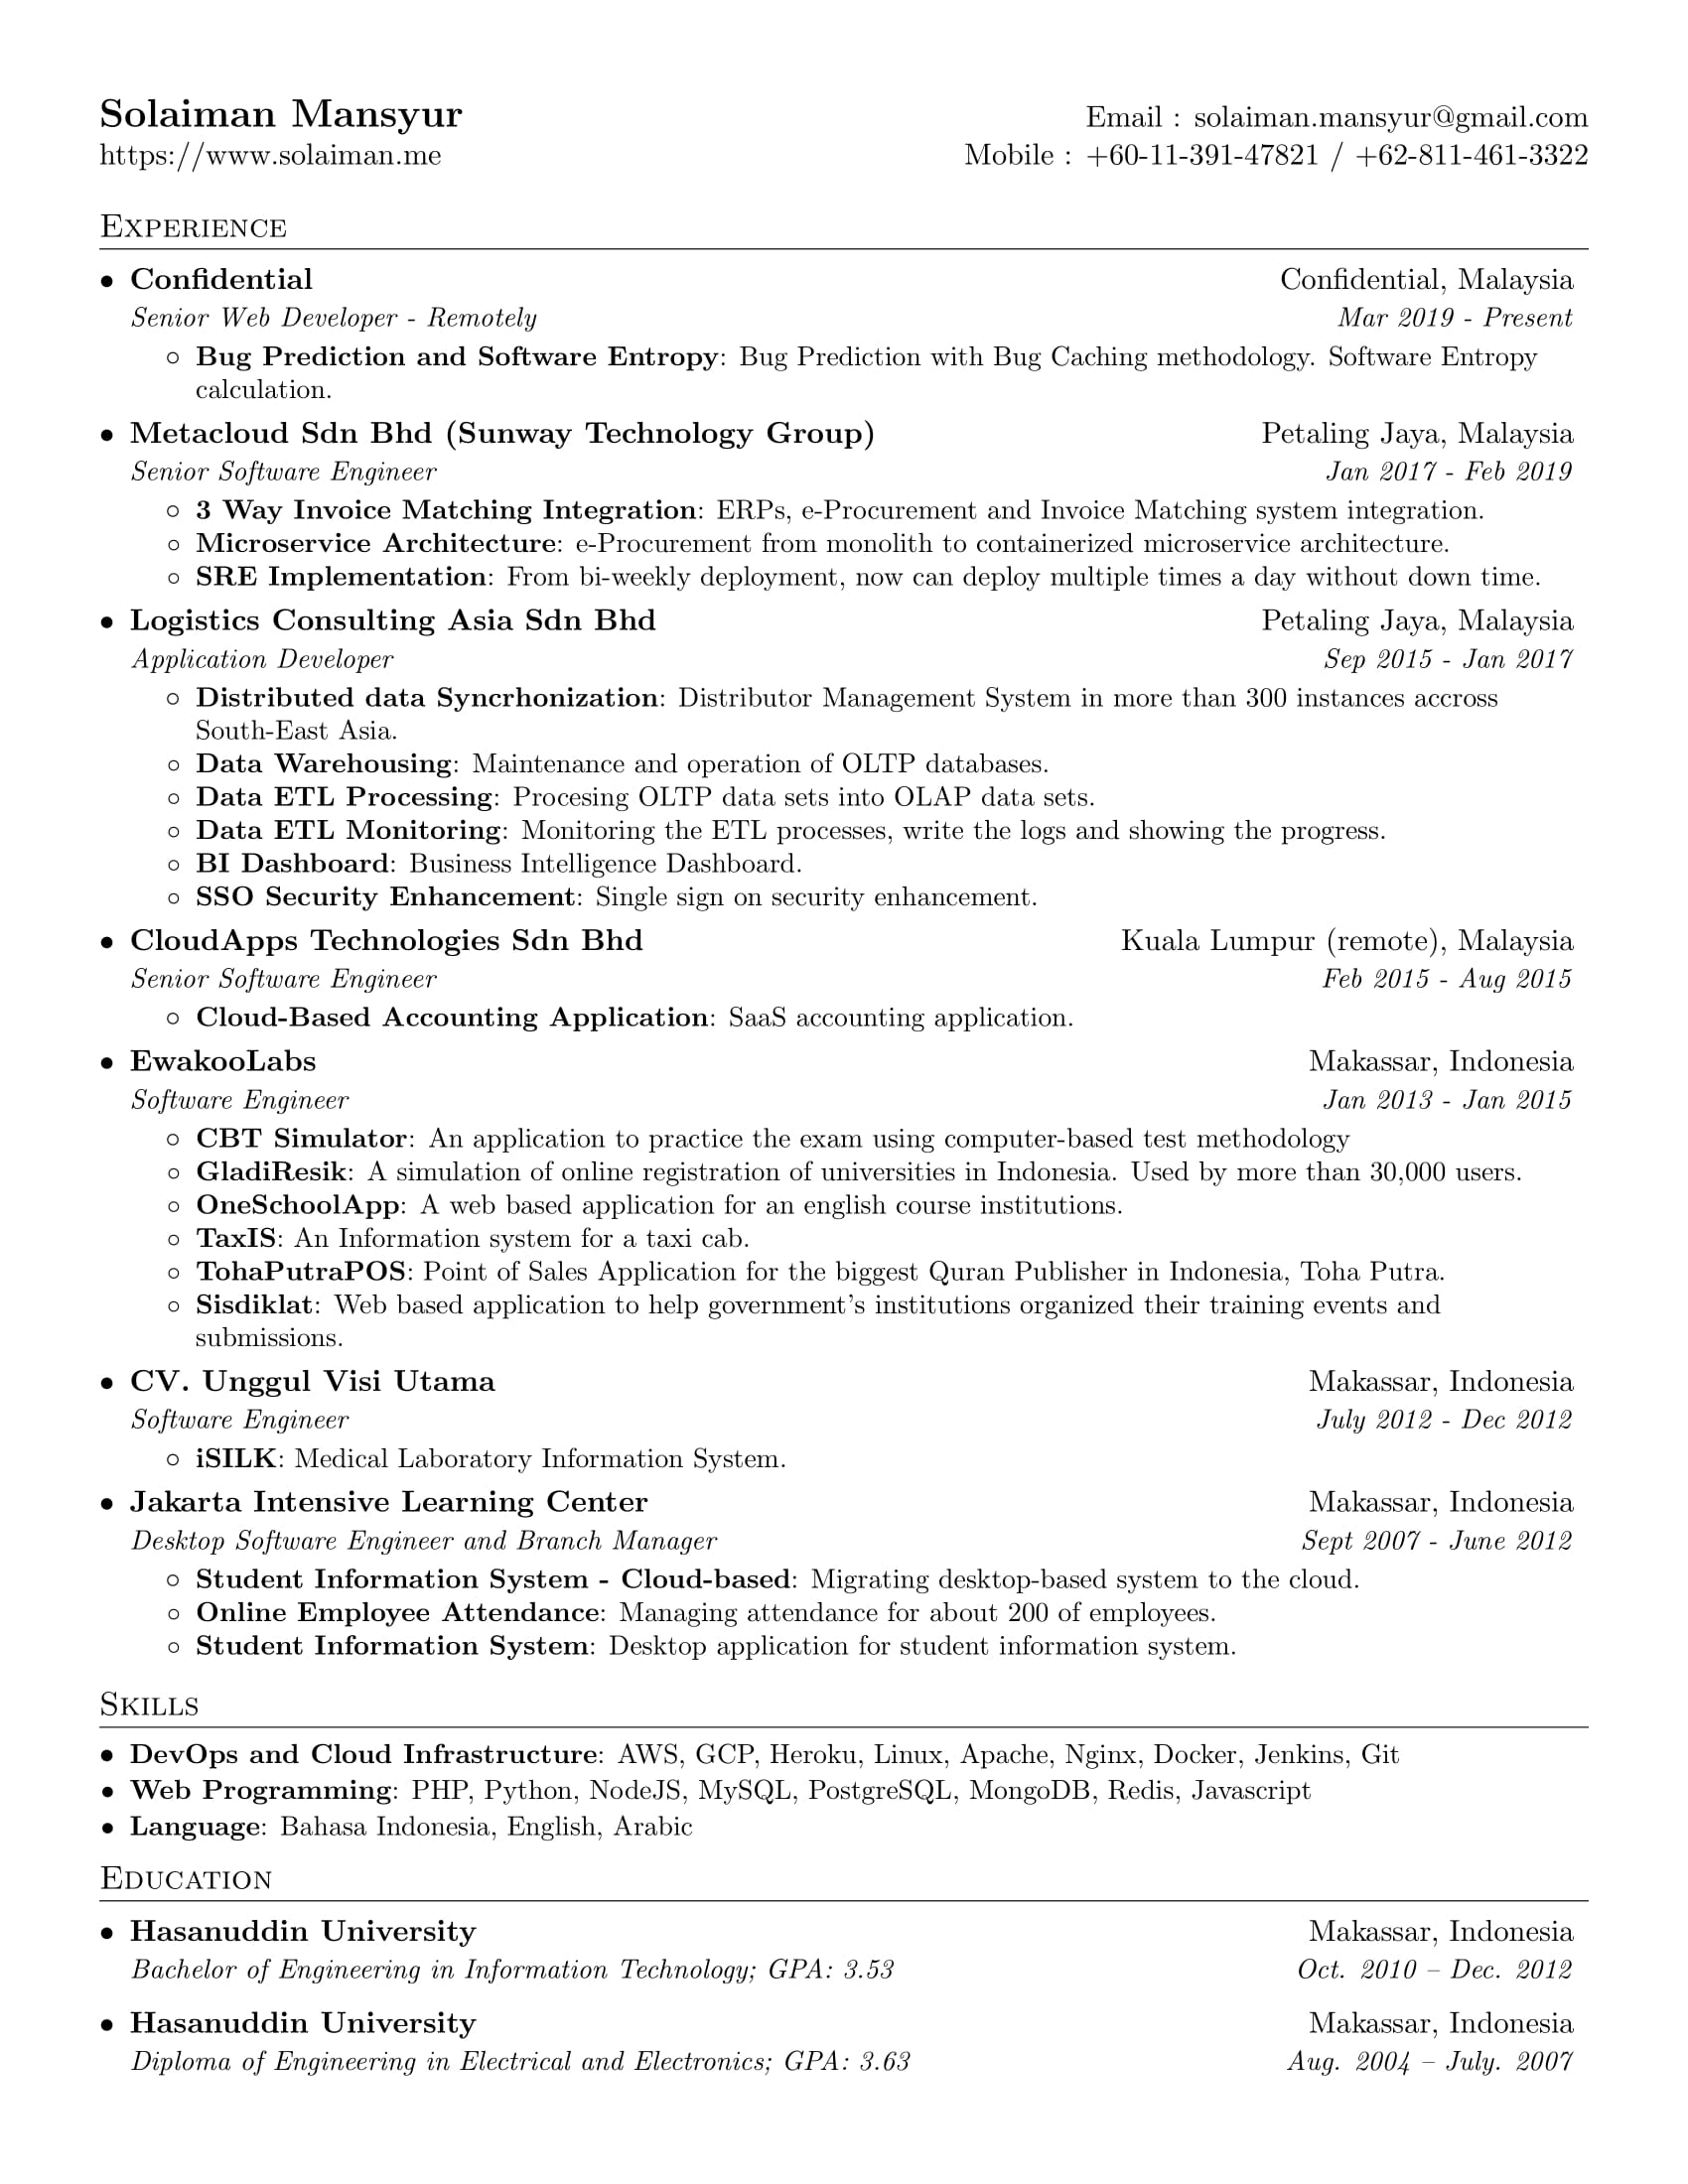 Solaiman Mansyur
Email : solaiman.mansyur@gmail.com
https://www.solaiman.me
Mobile : +60-11-391-47821 / +62-811-461-3322
Experience
• Confidential
Confidential, Malaysia
Senior Web Developer - Remotely
Mar 2019 - Present
◦ Bug Prediction and Software Entropy: Bug Prediction with Bug Caching methodology. Software Entropy
calculation.
• Metacloud Sdn Bhd (Sunway Technology Group)
Petaling Jaya, Malaysia
Senior Software Engineer
Jan 2017 - Feb 2019
◦ 3 Way Invoice Matching Integration: ERPs, e-Procurement and Invoice Matching system integration.
◦ Microservice Architecture: e-Procurement from monolith to containerized microservice architecture.
◦ SRE Implementation: From bi-weekly deployment, now can deploy multiple times a day without down time.
• Logistics Consulting Asia Sdn Bhd
Petaling Jaya, Malaysia
Application Developer
Sep 2015 - Jan 2017
◦ Distributed data Syncrhonization: Distributor Management System in more than 300 instances accross
South-East Asia.
◦ Data Warehousing: Maintenance and operation of OLTP databases.
◦ Data ETL Processing: Procesing OLTP data sets into OLAP data sets.
◦ Data ETL Monitoring: Monitoring the ETL processes, write the logs and showing the progress.
◦ BI Dashboard: Business Intelligence Dashboard.
◦ SSO Security Enhancement: Single sign on security enhancement.
• CloudApps Technologies Sdn Bhd
Kuala Lumpur (remote), Malaysia
Senior Software Engineer
Feb 2015 - Aug 2015
◦ Cloud-Based Accounting Application: SaaS accounting application.
• EwakooLabs
Makassar, Indonesia
Software Engineer
Jan 2013 - Jan 2015
◦ CBT Simulator: An application to practice the exam using computer-based test methodology
◦ GladiResik: A simulation of online registration of universities in Indonesia. Used by more than 30,000 users.
◦ OneSchoolApp: A web based application for an english course institutions.
◦ TaxIS: An Information system for a taxi cab.
◦ TohaPutraPOS: Point of Sales Application for the biggest Quran Publisher in Indonesia, Toha Putra.
◦ Sisdiklat: Web based application to help government's institutions organized their training events and
submissions.
• CV. Unggul Visi Utama
Makassar, Indonesia
Software Engineer
July 2012 - Dec 2012
◦ iSILK: Medical Laboratory Information System.
• Jakarta Intensive Learning Center
Makassar, Indonesia
Desktop Software Engineer and Branch Manager
Sept 2007 - June 2012
◦ Student Information System - Cloud-based: Migrating desktop-based system to the cloud.
◦ Online Employee Attendance: Managing attendance for about 200 of employees.
◦ Student Information System: Desktop application for student information system.
Skills
• DevOps and Cloud Infrastructure: AWS, GCP, Heroku, Linux, Apache, Nginx, Docker, Jenkins, Git
• Web Programming: PHP, Python, NodeJS, MySQL, PostgreSQL, MongoDB, Redis, Javascript
• Language: Bahasa Indonesia, English, Arabic
Education
• Hasanuddin University
Makassar, Indonesia
Bachelor of Engineering in Information Technology; GPA: 3.53
Oct. 2010 – Dec. 2012
• Hasanuddin University
Makassar, Indonesia
Diploma of Engineering in Electrical and Electronics; GPA: 3.63
Aug. 2004 – July. 2007